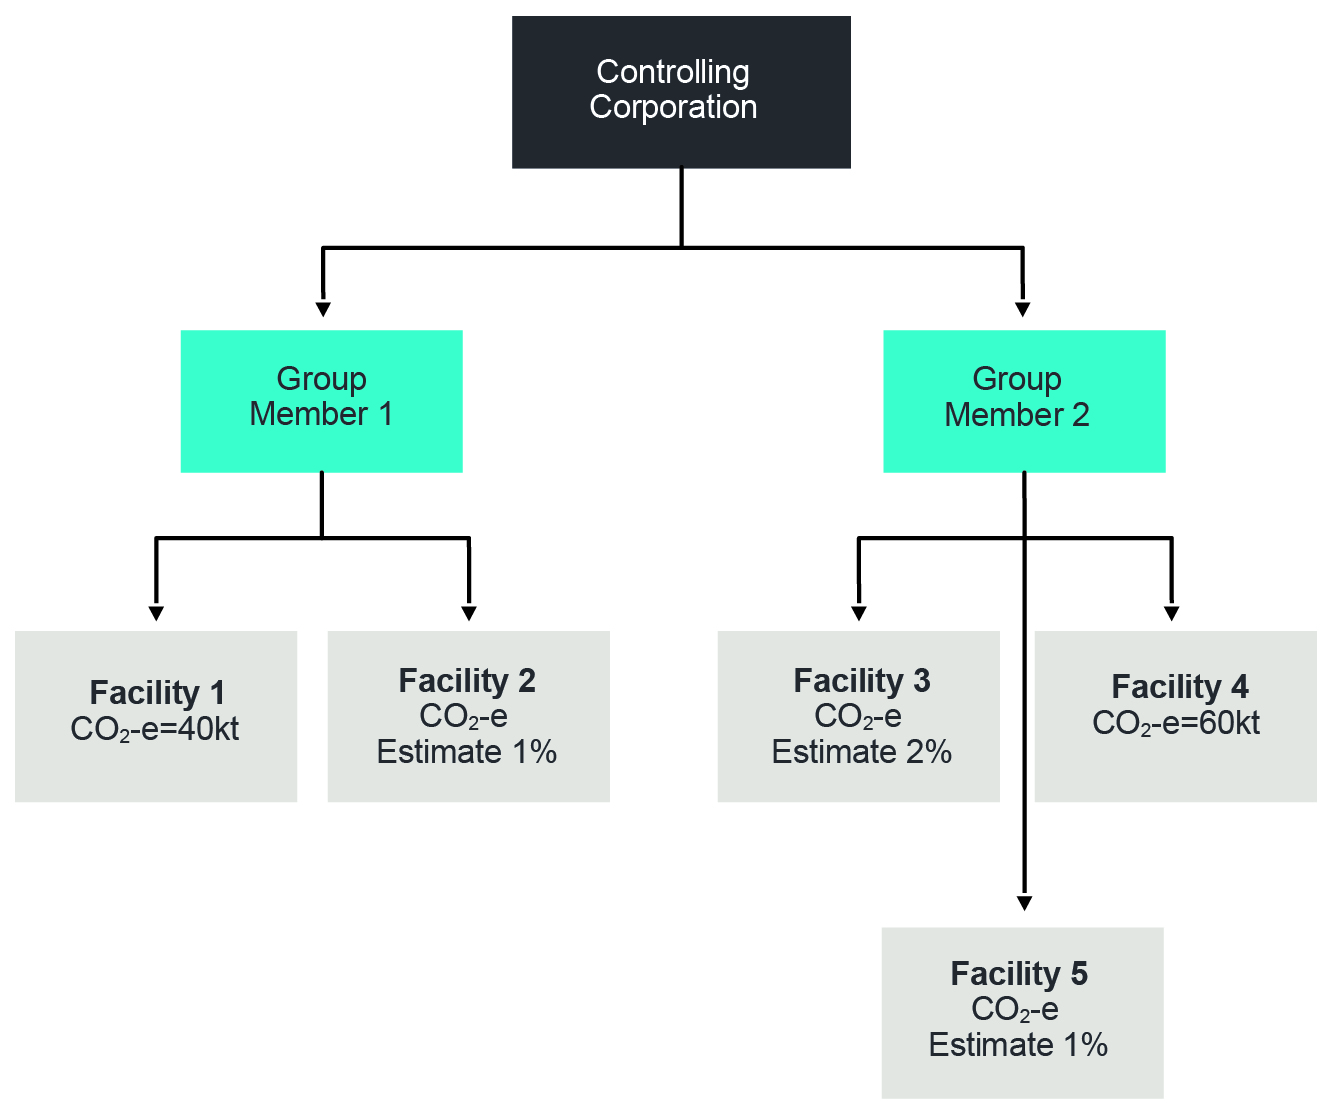 Controlling
Corporation
Group
Member 1
Group
Member 2
Facility 1
CO₂-e=40kt
Facility 2
CO₂-e
Estimate 1%
Facility 3
CO₂-e
Estimate 2%
Facility 4
CO₂-e=60kt
Facility 5
CO₂-e
Estimate 1%